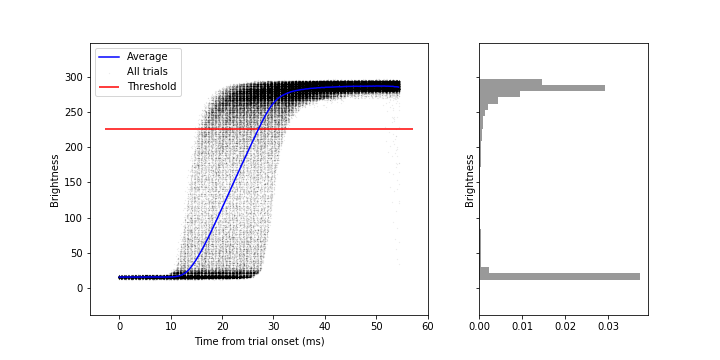 Average
All trials
Threshold
300
250
200
150
100
50
0
Brightness
0 10 20 30 40 50 60
Time from trial onset (ms)
Brightness
0.00 0.01 0.02 0.03